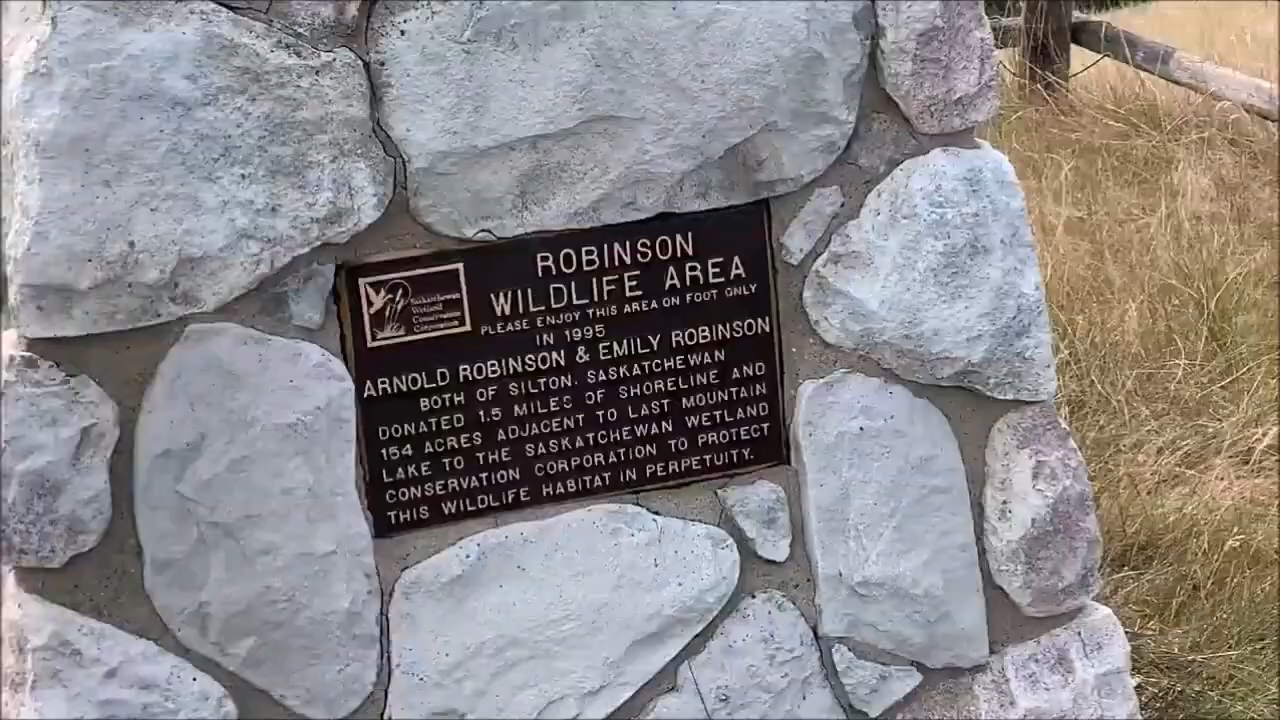 Saskatchewan
Wetland
Conservation
Corporation
ROBINSON
WILDLIFE AREA
PLEASE ENJOY THIS AREA ON FOOT ONLY
IN 1995
ARNOLD ROBINSON & EMILY ROBINSON
BOTH OF SILTON, SASKATCHEWAN
DONATED 1.5 MILES OF SHORELINE AND
154 ACRES ADJACENT TO LAST MOUNTAIN
LAKE TO THE SASKATCHEWAN WETLAND
CONSERVATION CORPORATION TO PROTECT
THIS WILDLIFE HABITAT IN PERPETUITY.